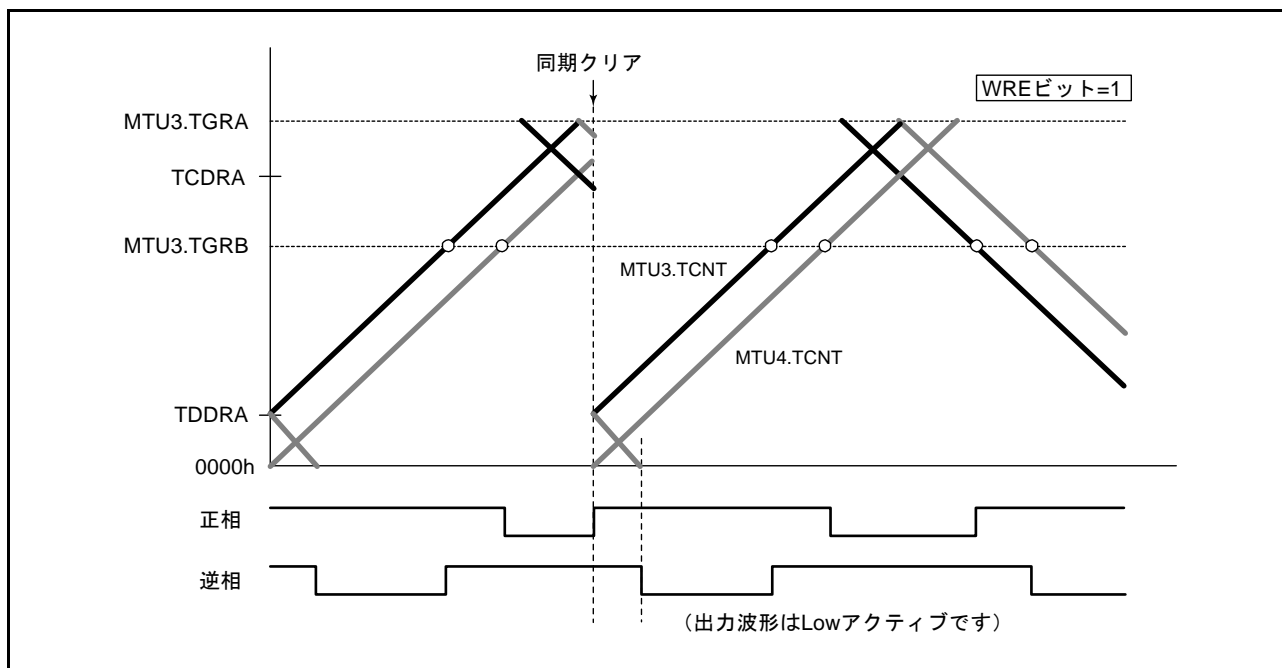 同期クリア
WREビット=1
MTU3.TGRA
TCDRA
MTU3.TGRB
MTU3.TCNT
MTU4.TCNT
TDDRA
0000h
正相
逆相
（出力波形はLowアクティブです）